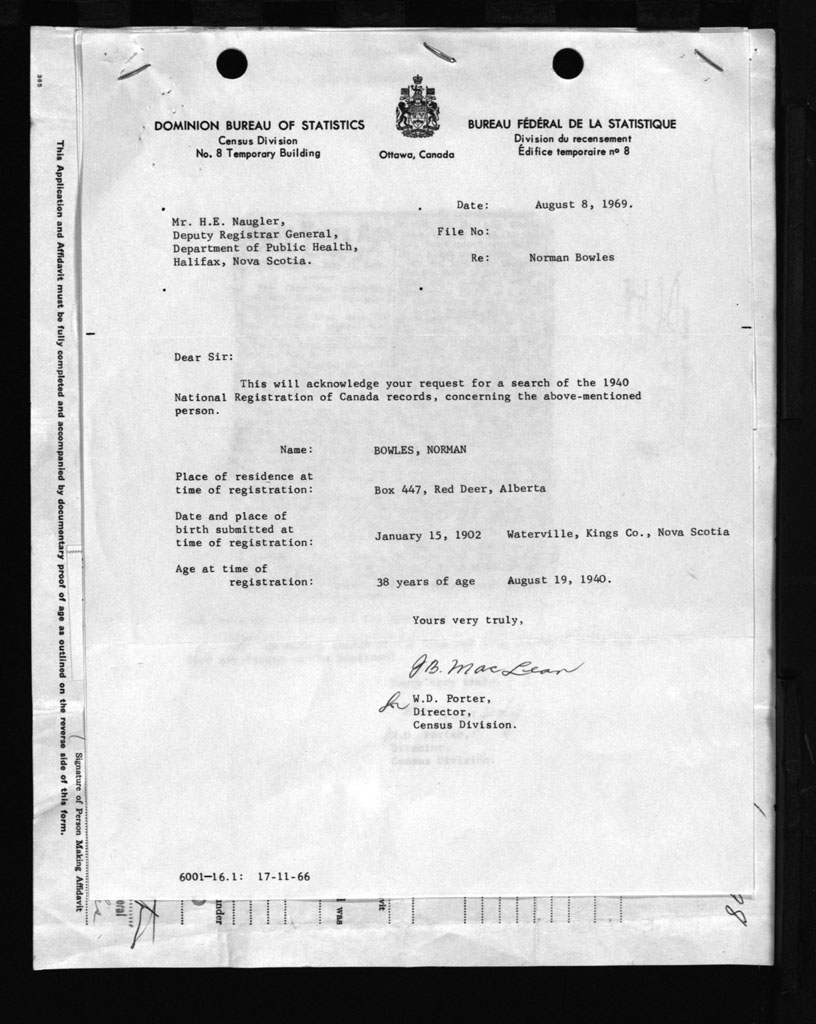 DOMINION BUREAU OF STATISTICS
Census Division
No. 8 Temporary Building
Ottawa, Canada
BUREAU FÉDÉRAL DE LA STATISTIQUE
Division du recensement
Édifice temporaire nº 8
Date: August 8, 1969.
Mr. H.E. Naugler,
Deputy Registrar General,
Department of Public Health,
Halifax, Nova Scotia.
File No:
Re: Norman Bowles
Dear Sir:
This will acknowledge your request for a search of the 1940
National Registration of Canada records, concerning the above-mentioned
person.
Name: BOWLES, NORMAN
Place of residence at
time of registration: Box 447, Red Deer, Alberta
Date and place of
birth submitted at
time of registration: January 15, 1902 Waterville, Kings Co., Nova Scotia
Age at time of
registration: 38 years of age August 19, 1940.
Yours very truly,
J.B. MacLean
for W.D. Porter,
Director,
Census Division.
6001-16.1: 17-11-66
This Application and Affidavit must be fully completed and accompanied by documentary proof of age as outlined on the reverse side of this form.
Signature of Person Making Affidavit
eral
under
I was
vit